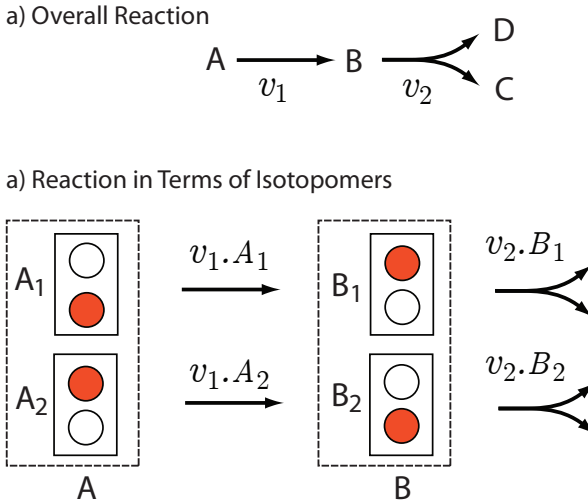 a) Overall Reaction
A B D
v1 v2 C
a) Reaction in Terms of Isotopomers
A1 v1.A1 B1 v2.B1
A2 v1.A2 B2 v2.B2
A B